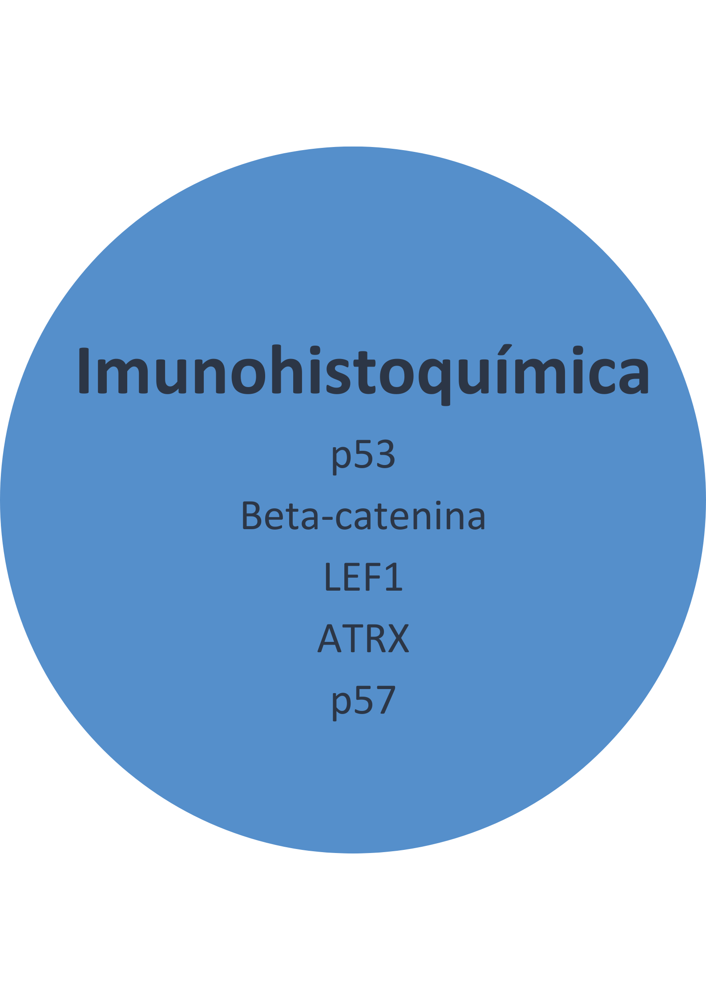 Imunohistoquímica
p53
Beta-catenina
LEF1
ATRX
p57